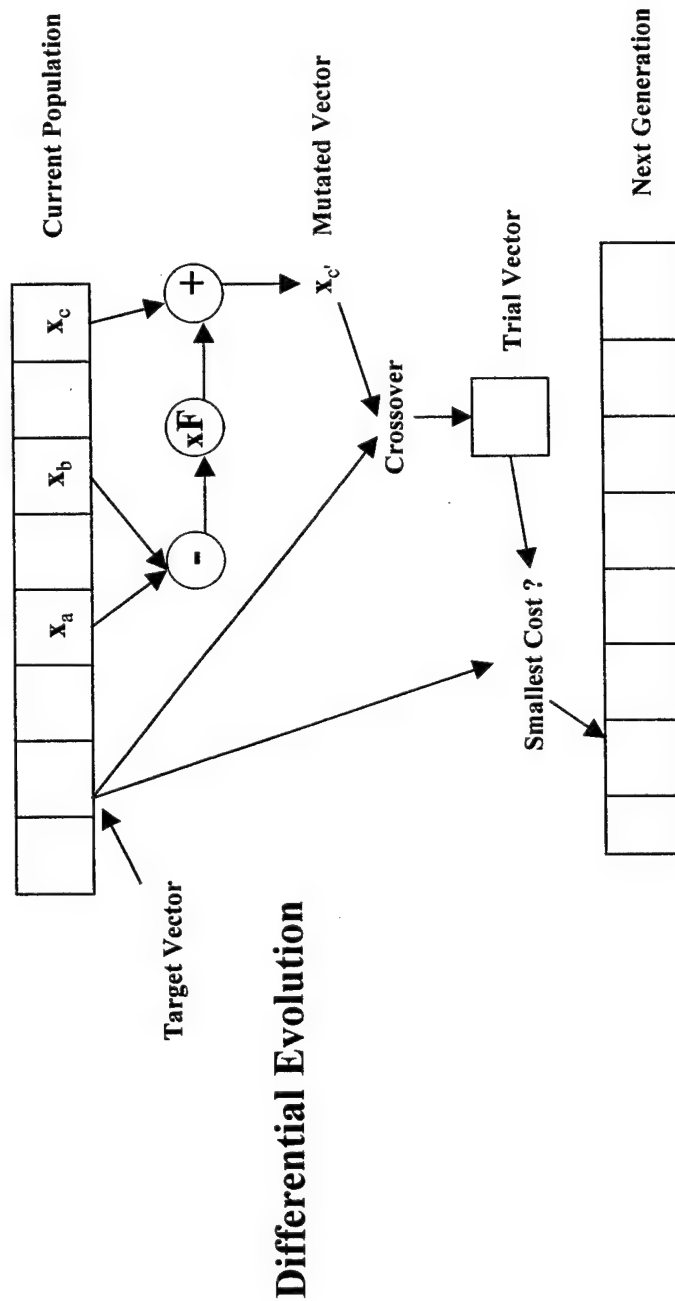 Current Population
x_a
x_b
x_c
-
xF
+
Target Vector
x_c'
Mutated Vector
Crossover
Trial Vector
Smallest Cost ?
Next Generation
Differential Evolution